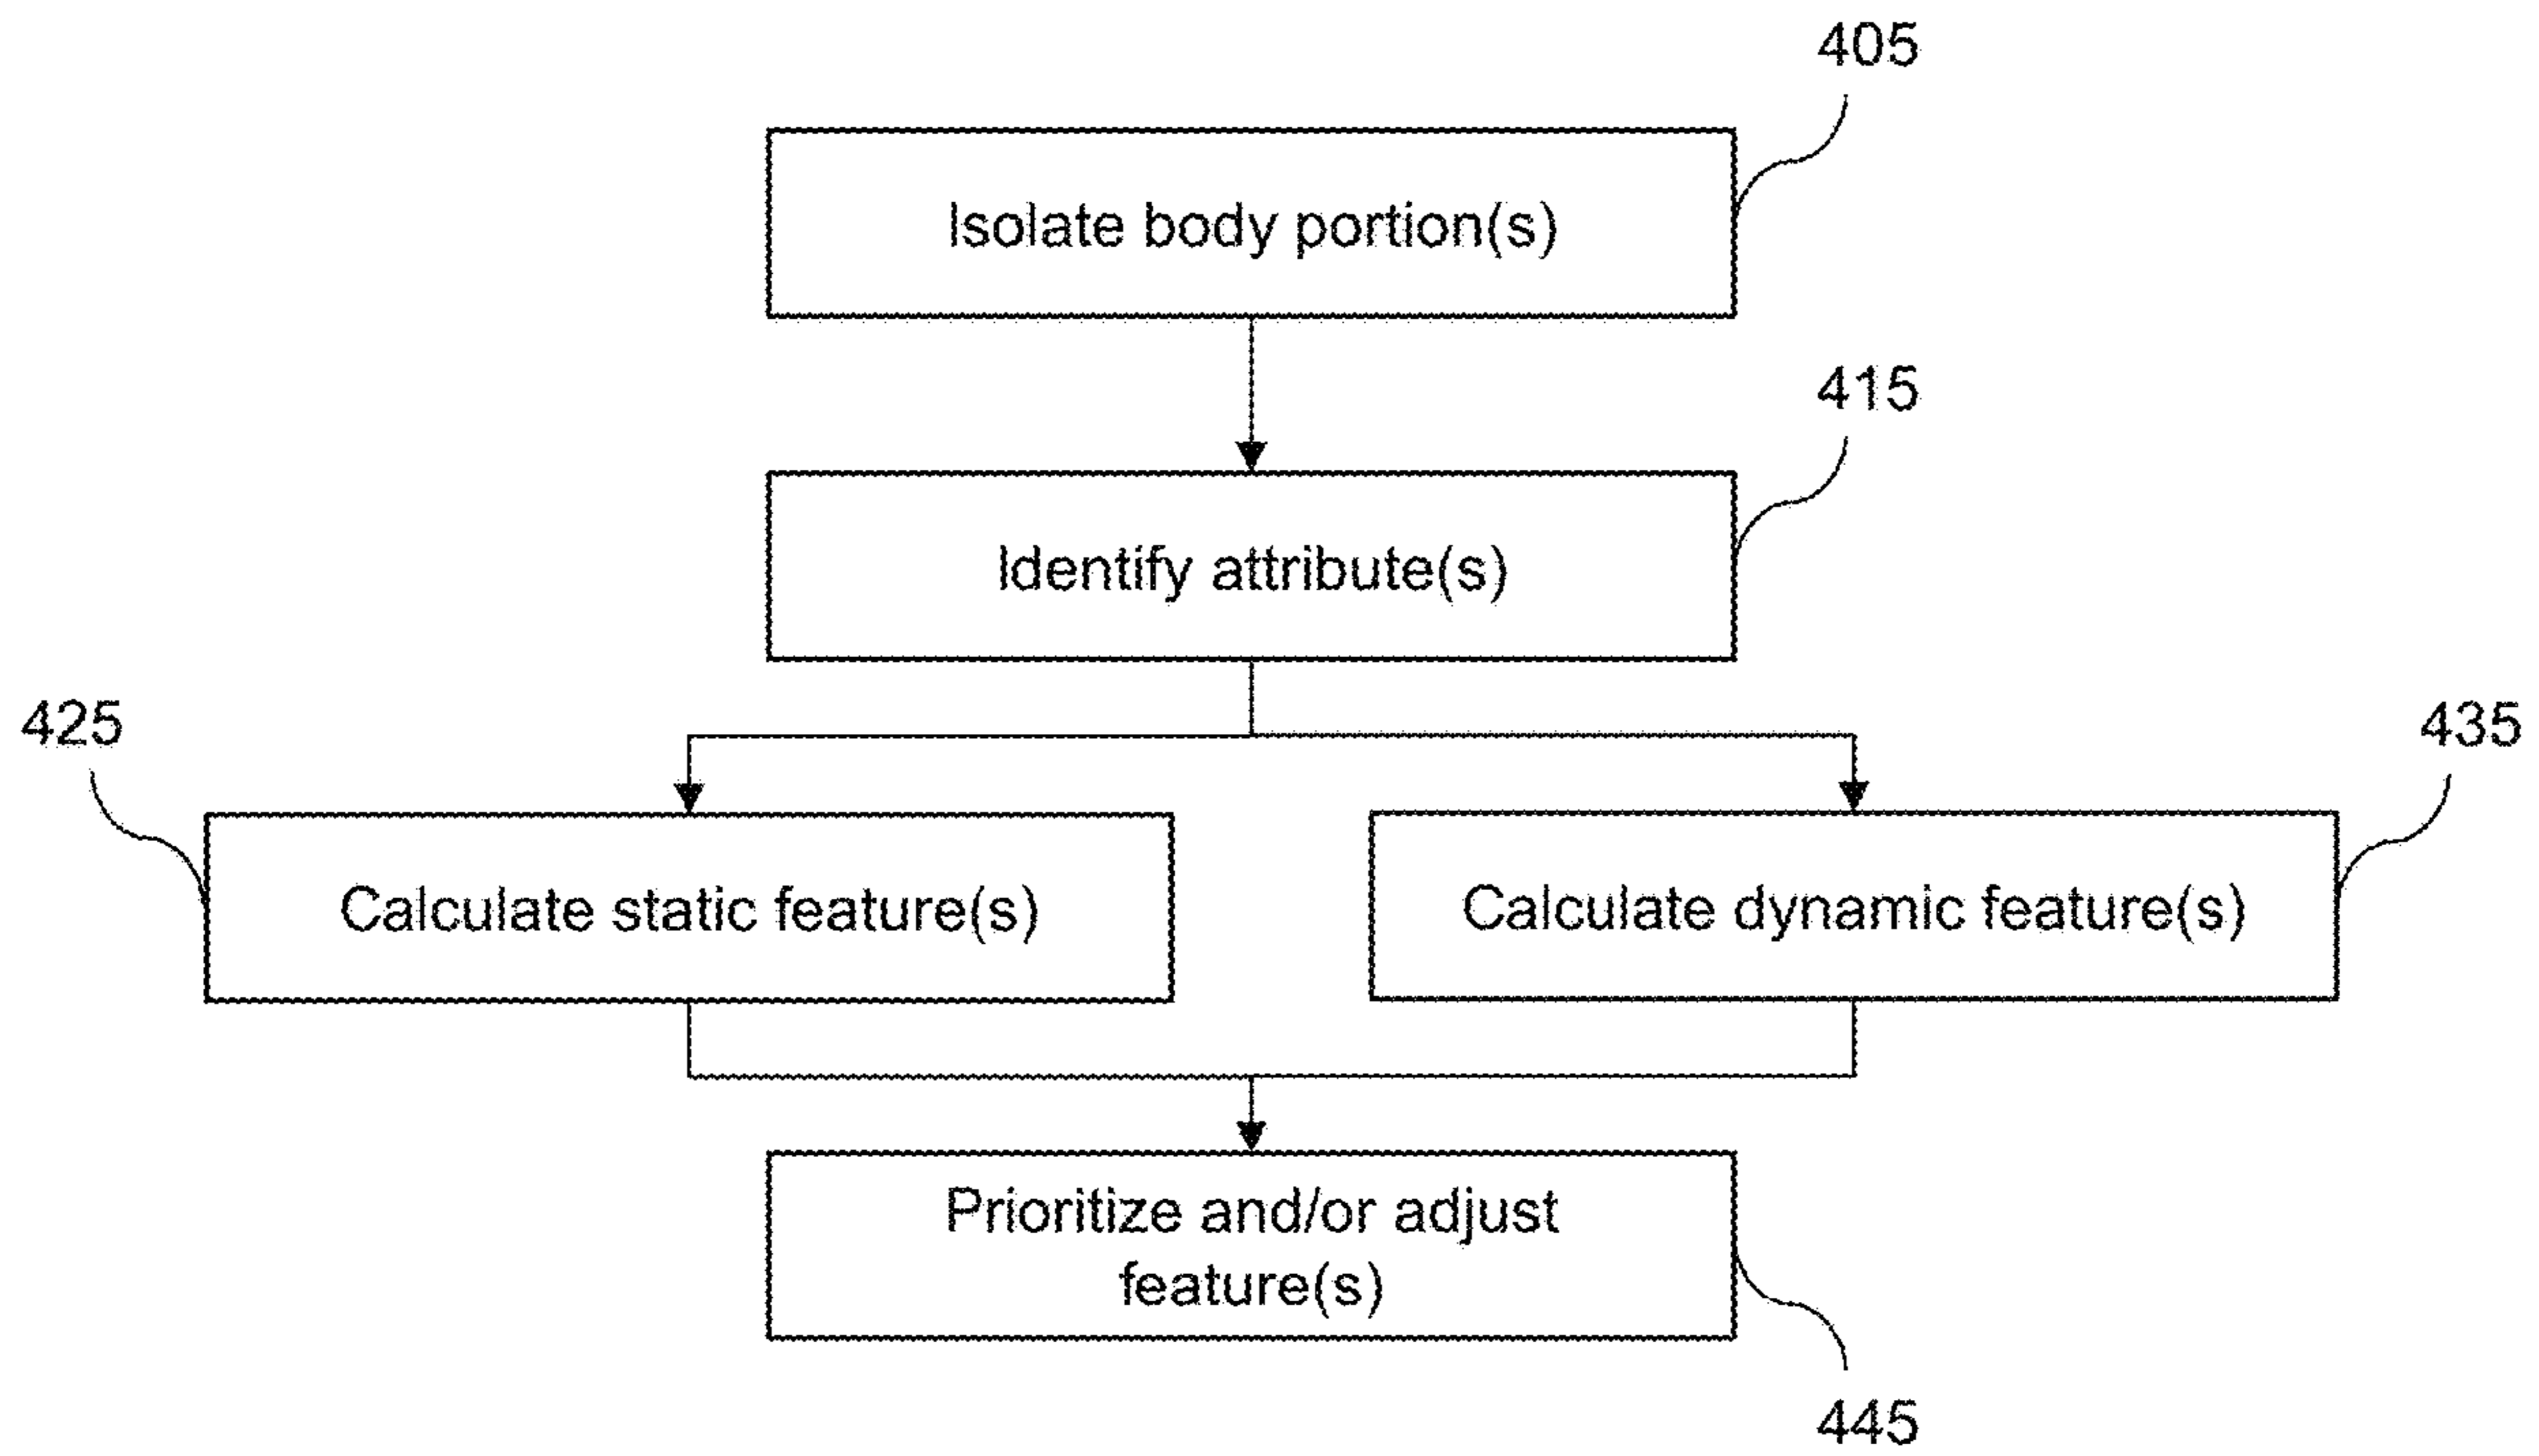 405
Isolate body portion(s)
415
Identify attribute(s)
425
435
Calculate static feature(s)
Calculate dynamic feature(s)
Prioritize and/or adjust
feature(s)
445